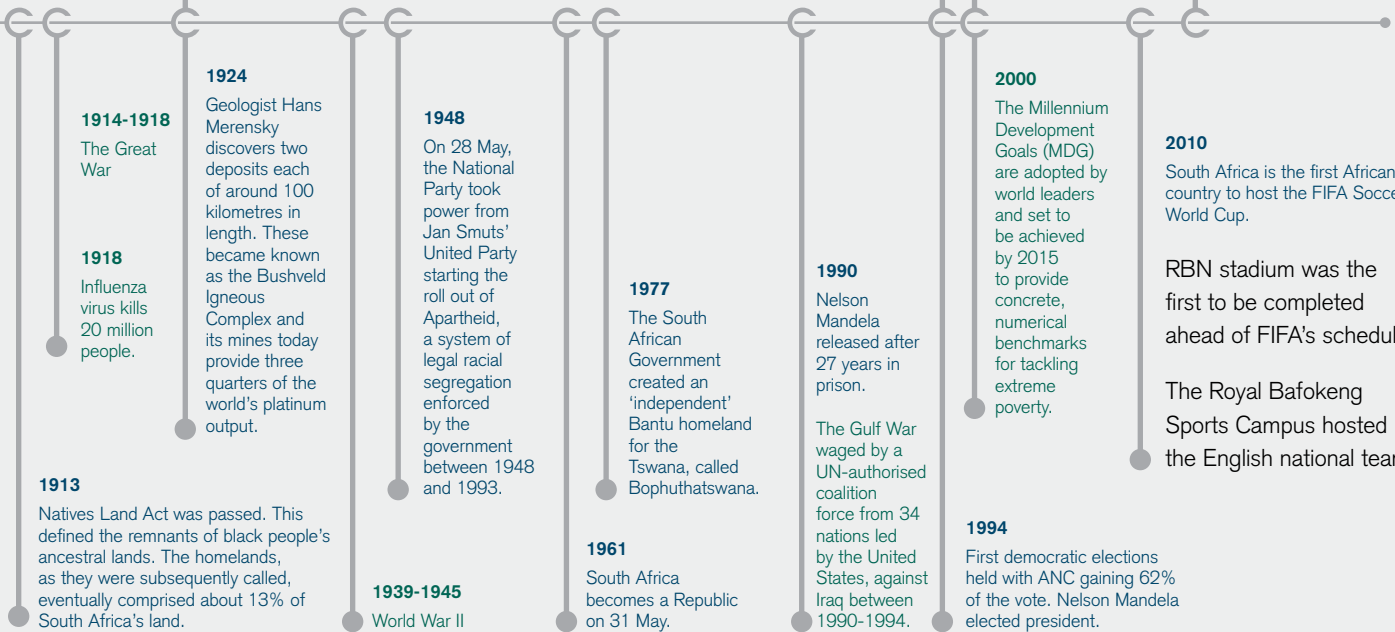 1913
Natives Land Act was passed. This
defined the remnants of black people's
ancestral lands. The homelands,
as they were subsequently called,
eventually comprised about 13% of
South Africa's land.
1914-1918
The Great
War
1918
Influenza
virus kills
20 million
people.
1924
Geologist Hans
Merensky
discovers two
deposits each
of around 100
kilometres in
length. These
became known
as the Bushveld
Igneous
Complex and
its mines today
provide three
quarters of the
world's platinum
output.
1939-1945
World War II
1948
On 28 May,
the National
Party took
power from
Jan Smuts'
United Party
starting the
roll out of
Apartheid,
a system of
legal racial
segregation
enforced
by the
government
between 1948
and 1993.
1961
South Africa
becomes a Republic
on 31 May.
1977
The South
African
Government
created an
‘independent’
Bantu homeland
for the
Tswana, called
Bophuthatswana.
1990
Nelson
Mandela
released after
27 years in
prison.
The Gulf War
waged by a
UN-authorised
coalition
force from 34
nations led
by the United
States, against
Iraq between
1990-1994.
1994
First democratic elections
held with ANC gaining 62%
of the vote. Nelson Mandela
elected president.
2000
The Millennium
Development
Goals (MDG)
are adopted by
world leaders
and set to
be achieved
by 2015
to provide
concrete,
numerical
benchmarks
for tackling
extreme
poverty.
2010
South Africa is the first African
country to host the FIFA Socce
World Cup.
RBN stadium was the
first to be completed
ahead of FIFA's schedul
The Royal Bafokeng
Sports Campus hosted
the English national tea